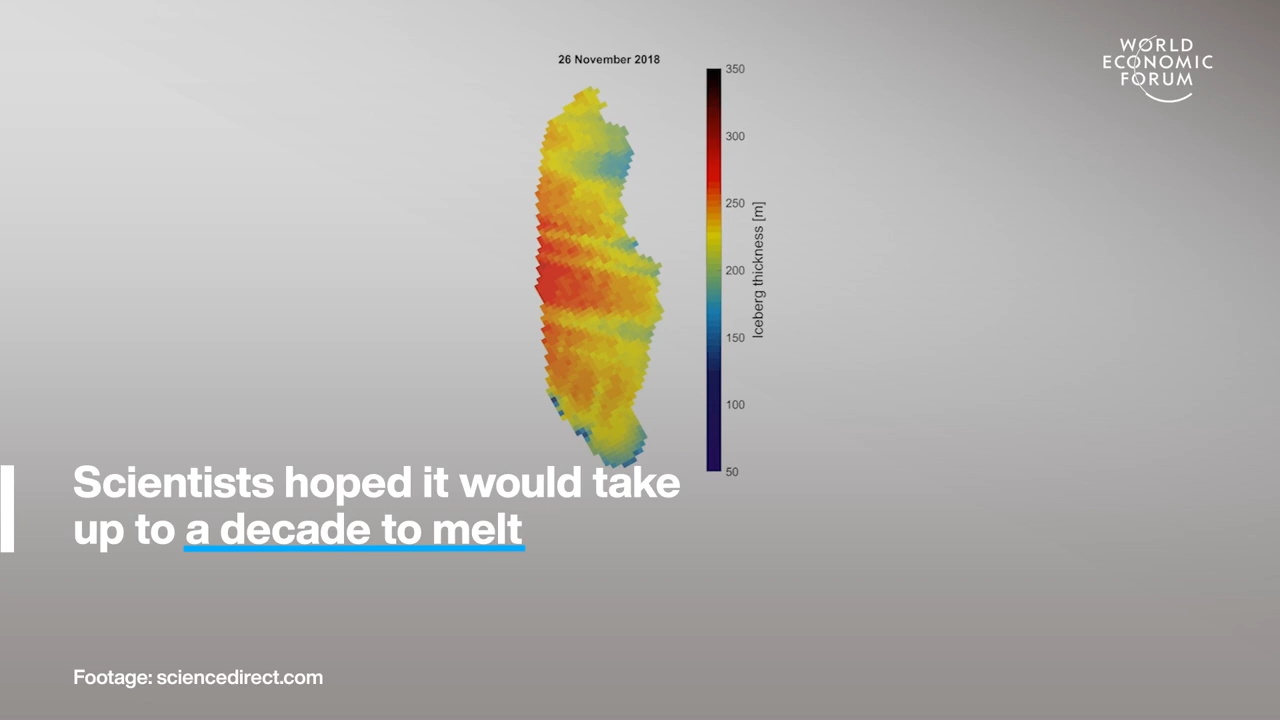 26 November 2018
WORLD
ECONOMIC
FORUM
350
300
250
200
150
100
50
Iceberg thickness [m]
Scientists hoped it would take
up to a decade to melt
Footage: sciencedirect.com